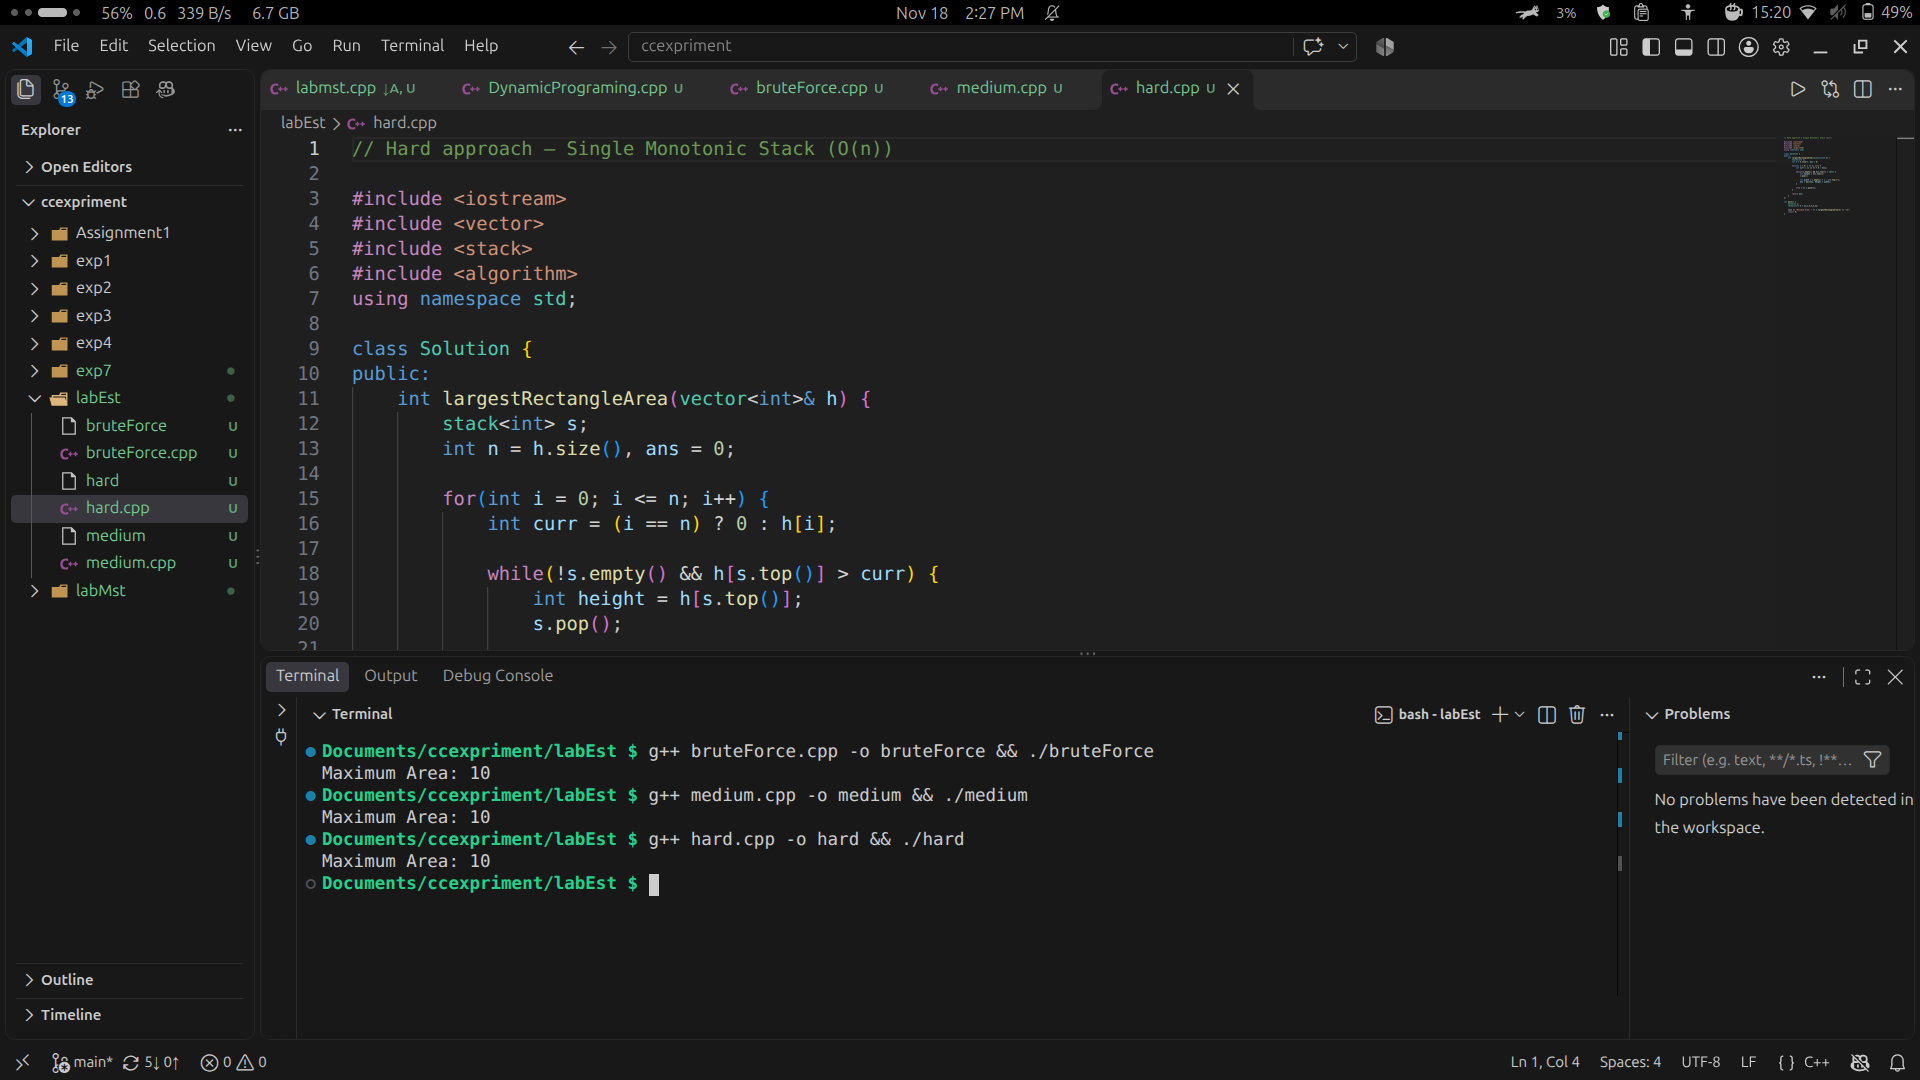 56% 0.6 339 B/s 6.7 GB
Nov 18 2:27 PM
3% 15:20 49%
File Edit Selection View Go Run Terminal Help
ccexpriment
13
labmst.cpp ↓A, U
DynamicPrograming.cpp U
bruteForce.cpp U
medium.cpp U
hard.cpp U
Explorer
Open Editors
ccexpriment
Assignment1
exp1
exp2
exp3
exp4
exp7
labEst
bruteForce U
bruteForce.cpp U
hard U
hard.cpp U
medium U
medium.cpp U
labMst
Outline
Timeline
labEst > hard.cpp
1 // Hard approach – Single Monotonic Stack (O(n))
2
3 #include <iostream>
4 #include <vector>
5 #include <stack>
6 #include <algorithm>
7 using namespace std;
8
9 class Solution {
10 public:
11 int largestRectangleArea(vector<int>& h) {
12 stack<int> s;
13 int n = h.size(), ans = 0;
14
15 for(int i = 0; i <= n; i++) {
16 int curr = (i == n) ? 0 : h[i];
17
18 while(!s.empty() && h[s.top()] > curr) {
19 int height = h[s.top()];
20 s.pop();
21
Terminal Output Debug Console
Terminal
bash - labEst
Documents/ccexpriment/labEst $ g++ bruteForce.cpp -o bruteForce && ./bruteForce
Maximum Area: 10
Documents/ccexpriment/labEst $ g++ medium.cpp -o medium && ./medium
Maximum Area: 10
Documents/ccexpriment/labEst $ g++ hard.cpp -o hard && ./hard
Maximum Area: 10
Documents/ccexpriment/labEst $
Problems
Filter (e.g. text, **/*.ts, !**...
No problems have been detected in
the workspace.
main* 5↓ 0↑ 0 0
Ln 1, Col 4 Spaces: 4 UTF-8 LF {} C++